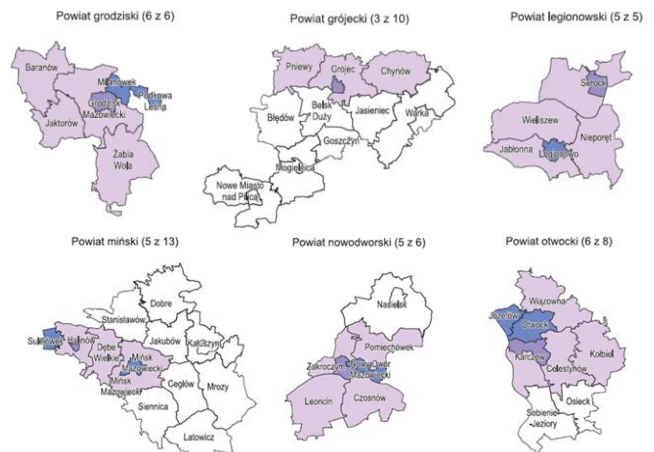 Powiat grodziski (6 z 6)
Baranów
Milanówek
Grodzisk
Mazowiecki
Podkowa
Leśna
Jaktorów
Żabia
Wola
Powiat grójecki (3 z 10)
Pniewy
Grójec
Chynów
Błędów
Belsk
Duży
Jasieniec
Warka
Goszczyn
Mogielnica
Nowe Miasto
nad Pilicą
Powiat legionowski (5 z 5)
Serock
Wieliszew
Nieporęt
Jabłonna
Legionowo
Powiat miński (5 z 13)
Dobre
Stanisławów
Sulejówek
Halinów
Dębe
Wielkie
Mińsk
Mazowiecki
Jakubów
Kałuszyn
Mińsk
Mazowiecki
Cegłów
Mrozy
Siennica
Latowicz
Powiat nowodworski (5 z 6)
Nasielsk
Pomiechówek
Zakroczym
Nowy Dwór
Mazowiecki
Leoncin
Czosnów
Powiat otwocki (6 z 8)
Wiązowna
Józefów
Otwock
Karczew
Kołbiel
Celestynów
Osieck
Sobienie-
Jeziory